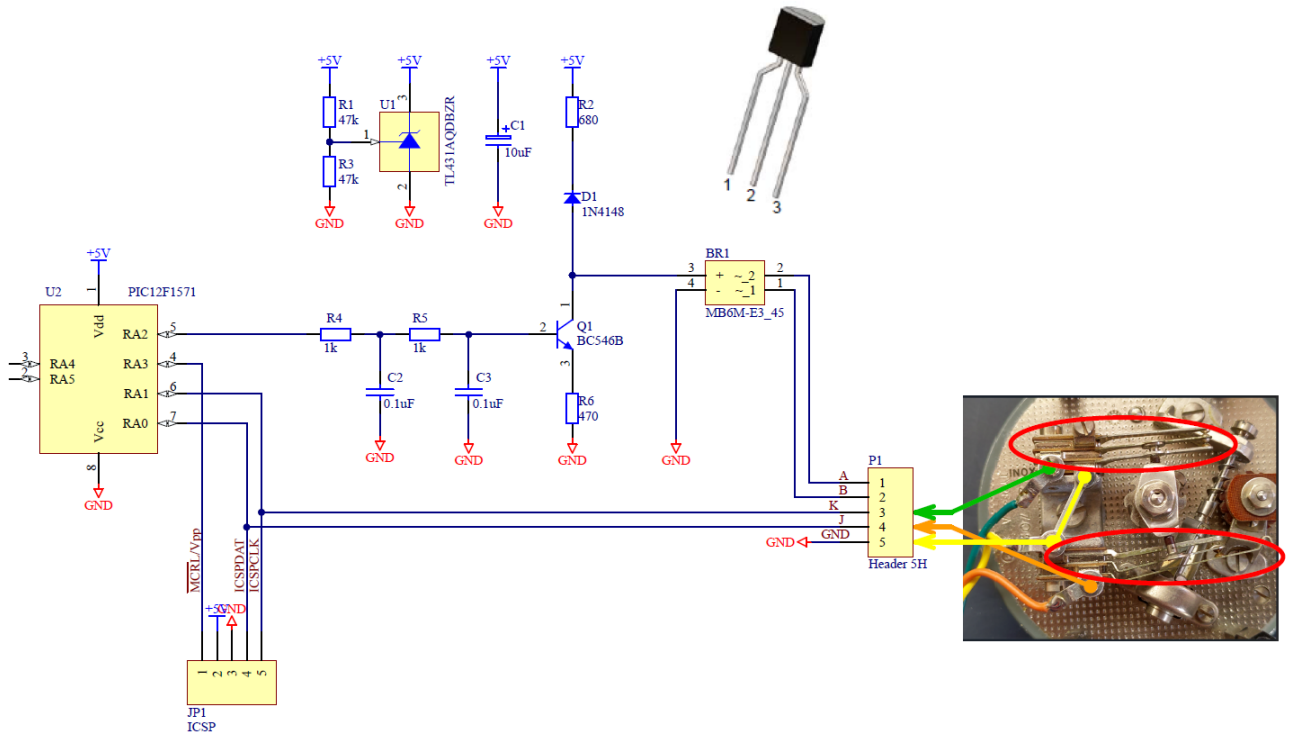 +5V
+5V
+5V
+5V
R1
47k
R3
47k
GND
U1
3
1
2
TL431AQDBZR
GND
C1
+
10uF
GND
R2
680
D1
1N4148
1
2
3
+5V
U2
PIC12F1571
1
Vdd
RA2
5
RA3
4
RA1
6
RA0
7
3
RA4
2
RA5
Vcc
8
GND
R4
1k
R5
1k
C2
0.1uF
GND
C3
0.1uF
GND
1
2
Q1
BC546B
3
R6
470
GND
BR1
3
+
~_2
2
4
-
~_1
1
MB6M-E3_45
GND
P1
A
1
B
2
K
3
J
4
GND
GND
5
Header 5H
INOX
MCRL/Vpp
ICSPDAT
ICSPCLK
+5V
GND
1
2
3
4
5
JP1
ICSP